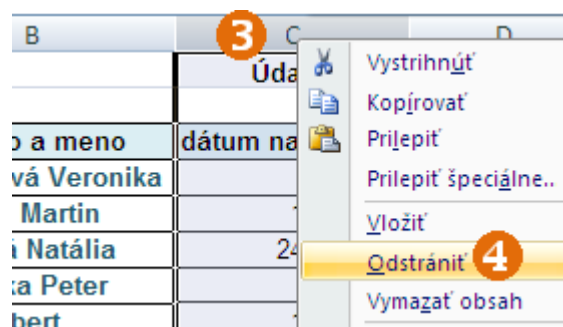 B 3 C D
Úda
o a meno dátum na
vá Veronika
Martin
á Natália 24
ka Peter
bert
Vystrihnúť
Kopírovať
Prilepiť
Prilepiť špeciálne..
Vložiť
Odstrániť 4
Vymazať obsah